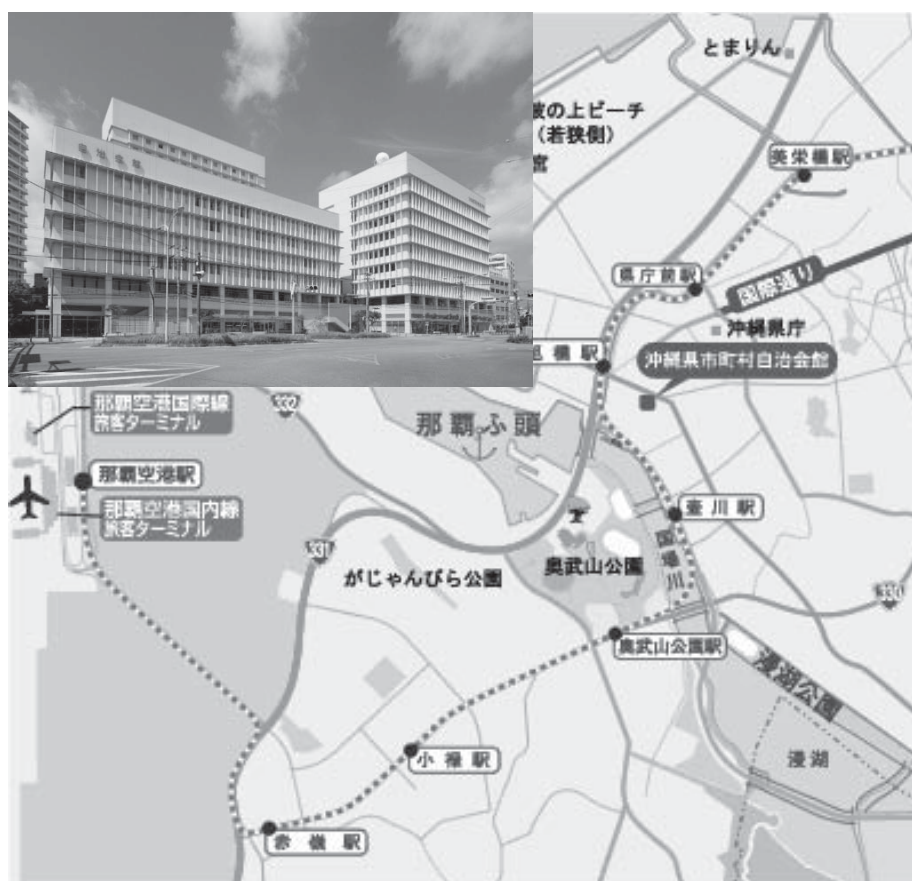 とまりん
波の上ビーチ
（若狭側）
宮
美栄橋駅
県庁前駅
国際通り
沖縄県庁
旭橋駅
沖縄県市町村自治会館
那覇空港国際線
旅客ターミナル
332
那覇ふ頭
那覇空港駅
那覇空港国内線
旅客ターミナル
壺川駅
331
がじゃんびら公園
奥武山公園
国場川
330
奥武山公園駅
漫湖公園
漫湖
小禄駅
赤嶺駅